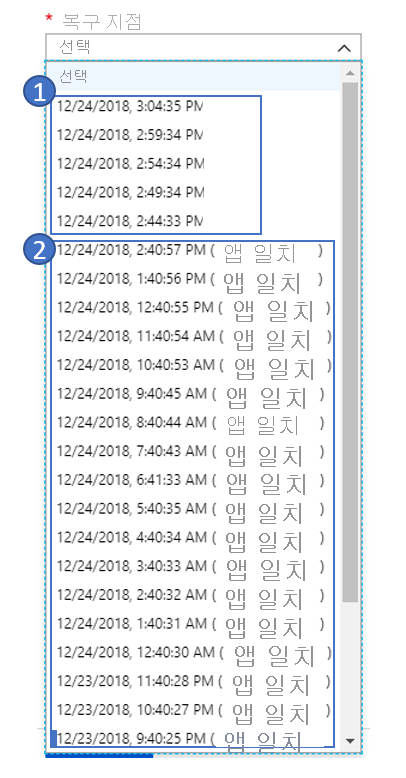 * 복구 지점
선택
선택
1
12/24/2018, 3:04:35 PM
12/24/2018, 2:59:34 PM
12/24/2018, 2:54:34 PM
12/24/2018, 2:49:34 PM
12/24/2018, 2:44:33 PM
2
12/24/2018, 2:40:57 PM ( 앱 일치 )
12/24/2018, 1:40:56 PM ( 앱 일치 )
12/24/2018, 12:40:55 PM ( 앱 일치 )
12/24/2018, 11:40:54 AM ( 앱 일치 )
12/24/2018, 10:40:53 AM ( 앱 일치 )
12/24/2018, 9:40:45 AM ( 앱 일치 )
12/24/2018, 8:40:44 AM ( 앱 일치 )
12/24/2018, 7:40:43 AM ( 앱 일치 )
12/24/2018, 6:41:33 AM ( 앱 일치 )
12/24/2018, 5:40:35 AM ( 앱 일치 )
12/24/2018, 4:40:34 AM ( 앱 일치 )
12/24/2018, 3:40:33 AM ( 앱 일치 )
12/24/2018, 2:40:32 AM ( 앱 일치 )
12/24/2018, 1:40:31 AM ( 앱 일치 )
12/24/2018, 12:40:30 AM ( 앱 일치 )
12/23/2018, 11:40:28 PM ( 앱 일치 )
12/23/2018, 10:40:27 PM ( 앱 일치 )
12/23/2018, 9:40:25 PM ( 앱 일치 )